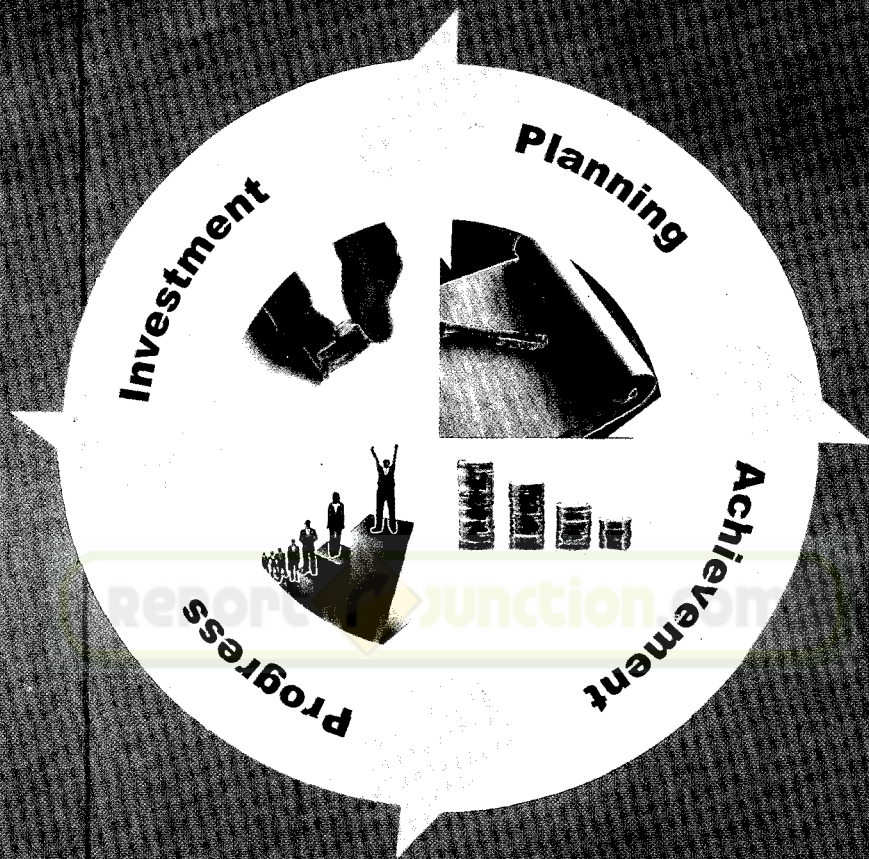 Planning
Investment
Achievement
Progress
ReportJunction.com